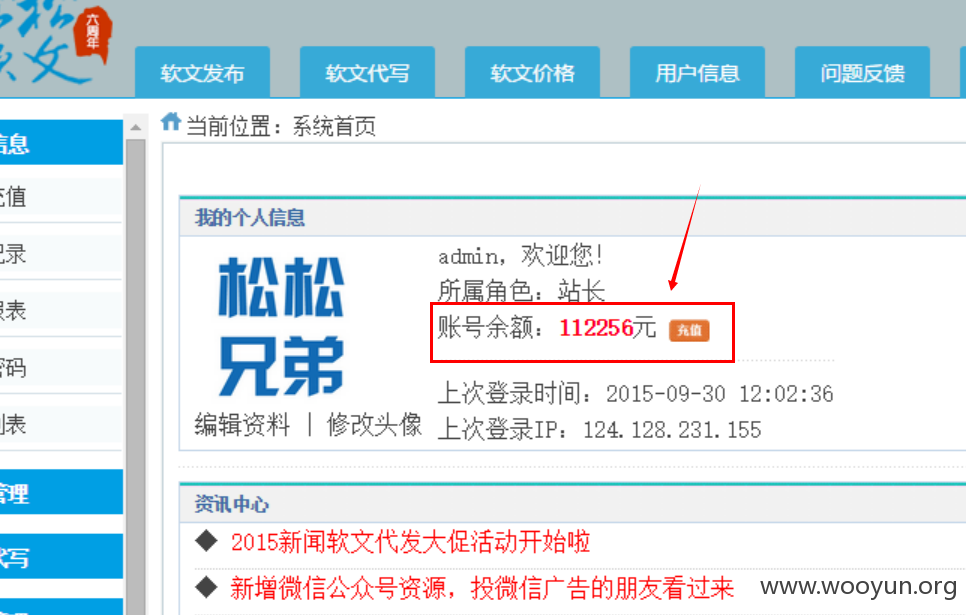 六周年
软文
软文发布 软文代写 软文价格 用户信息 问题反馈
当前位置：系统首页
信息
充值
记录
报表
密码
列表
管理
代写
我的个人信息
松松
兄弟
编辑资料 | 修改头像
admin，欢迎您！
所属角色：站长
账号余额：112256元 充值
上次登录时间：2015-09-30 12:02:36
上次登录IP：124.128.231.155
资讯中心
◆ 2015新闻软文代发大促活动开始啦
◆ 新增微信公众号资源，投微信广告的朋友看过来
www.wooyun.org